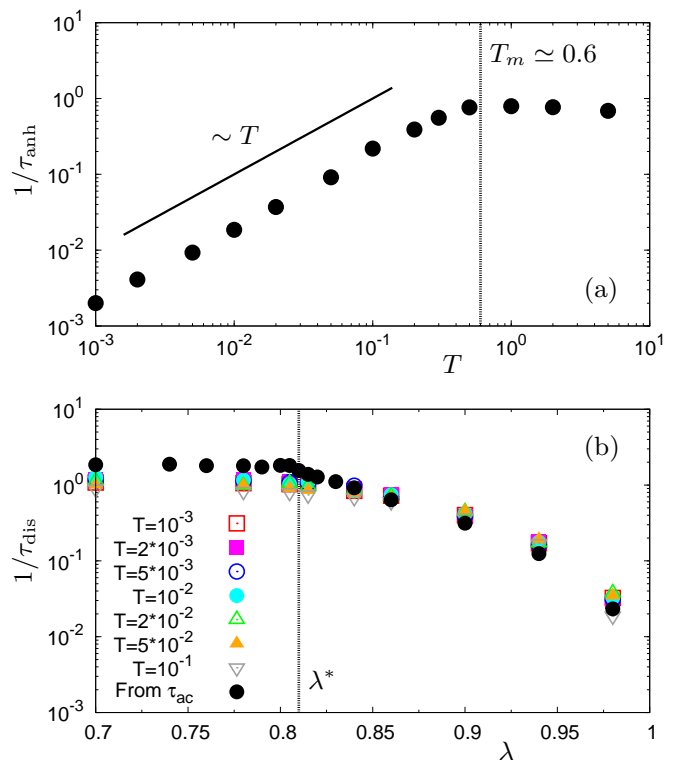 10^1
10^0
10^-1
10^-2
10^-3
1/τ_anh
∼ T
T_m ≃ 0.6
(a)
10^-3 10^-2 10^-1 10^0 10^1
T
10^1
10^0
10^-1
10^-2
10^-3
1/τ_dis
(b)
T=10^-3
T=2*10^-3
T=5*10^-3
T=10^-2
T=2*10^-2
T=5*10^-2
T=10^-1
From τ_ac
λ*
0.7 0.75 0.8 0.85 0.9 0.95 1
λ